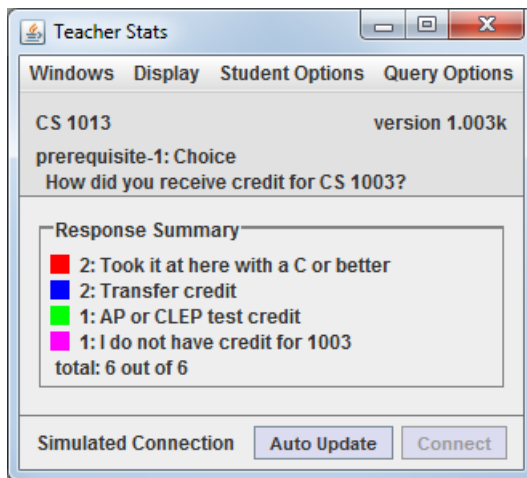 Teacher Stats
Windows Display Student Options Query Options
CS 1013 version 1.003k
prerequisite-1: Choice
How did you receive credit for CS 1003?
Response Summary
2: Took it at here with a C or better
2: Transfer credit
1: AP or CLEP test credit
1: I do not have credit for 1003
total: 6 out of 6
Simulated Connection Auto Update Connect